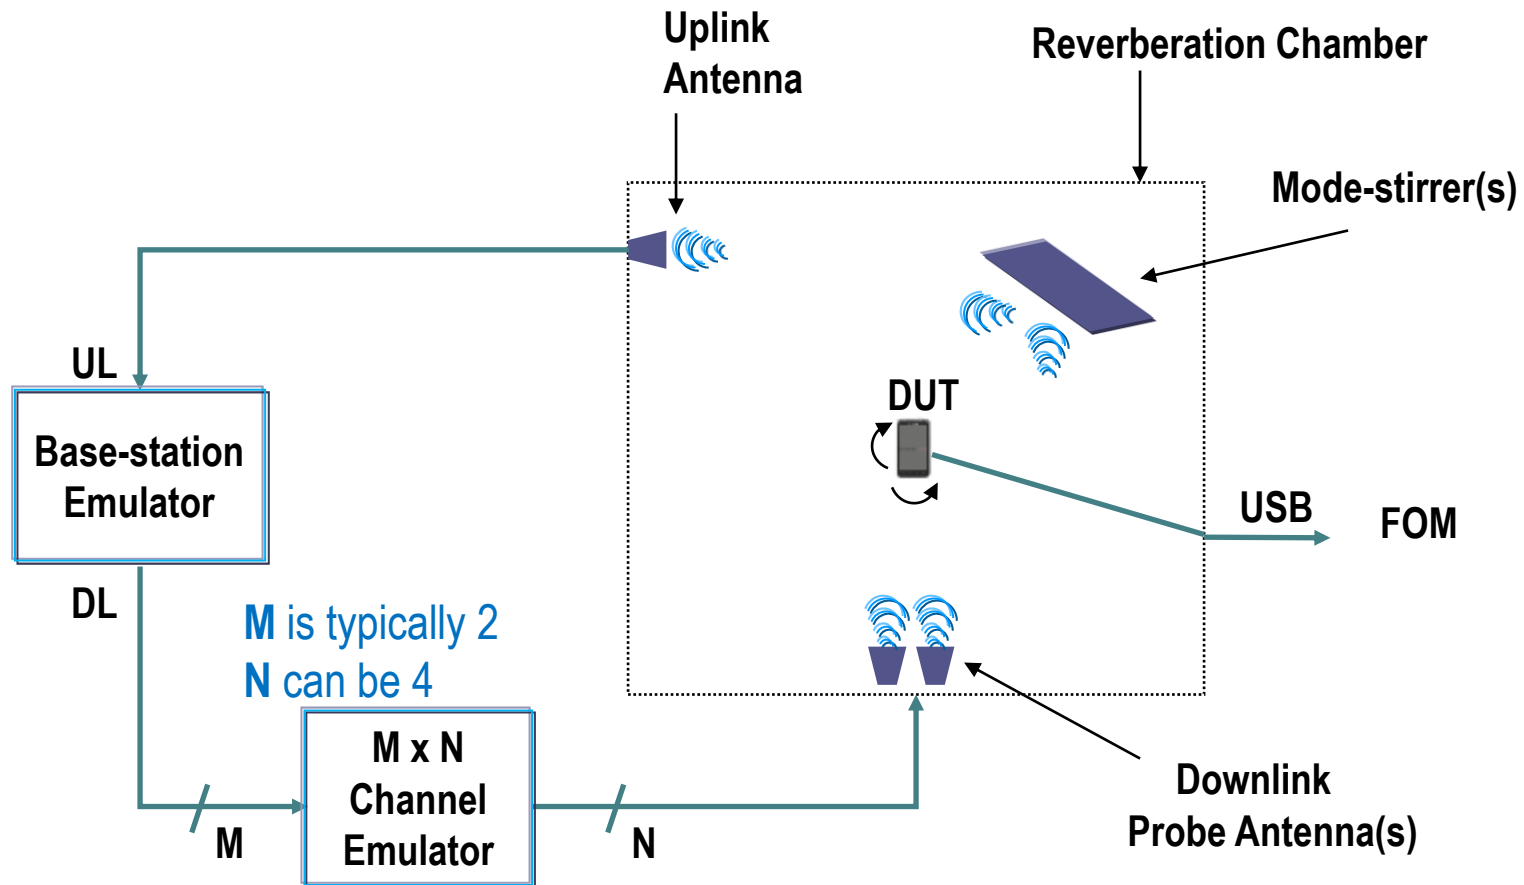 Uplink
Antenna
Reverberation Chamber
Mode-stirrer(s)
UL
DUT
Base-station
Emulator
USB
FOM
DL
M is typically 2
N can be 4
M x N
Channel
Emulator
M
N
Downlink
Probe Antenna(s)